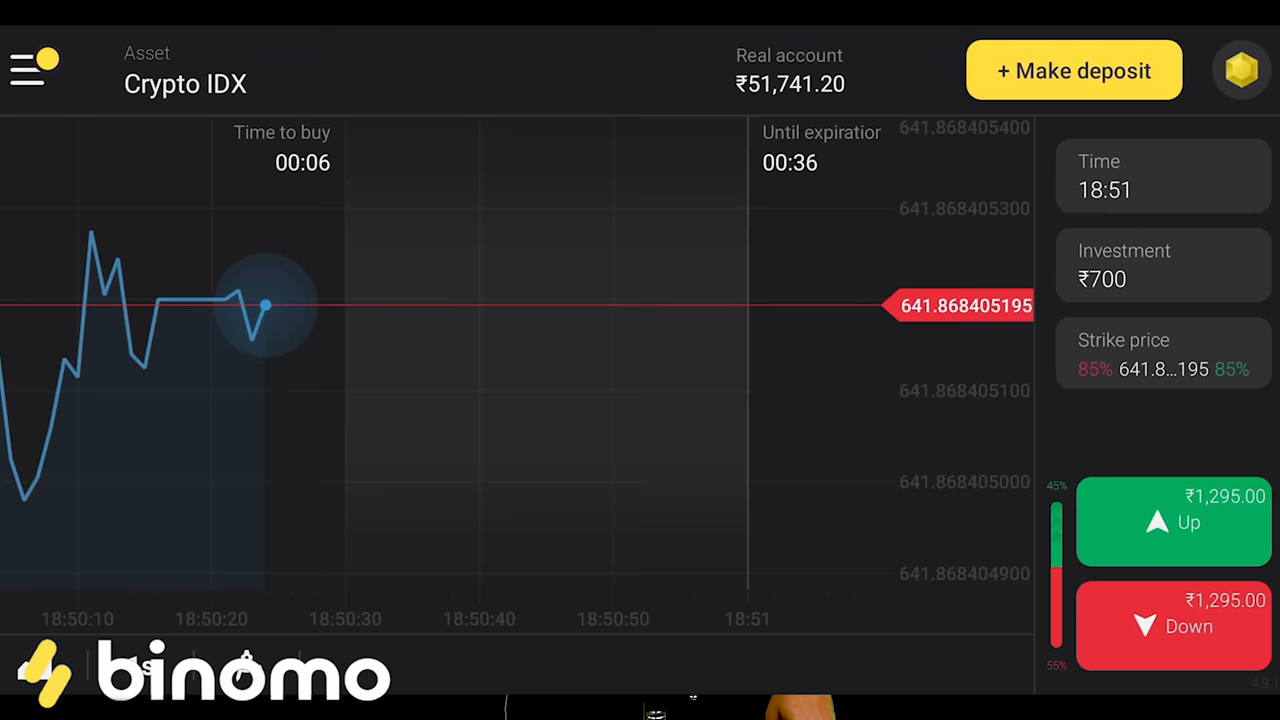 Asset
Crypto IDX
Real account
₹51,741.20
+ Make deposit
Time to buy
00:06
Until expiration
00:36
641.868405400
641.868405300
641.868405195
641.868405100
641.868405000
641.868404900
Time
18:51
Investment
₹700
Strike price
85% 641.8...195 85%
45%
₹1,295.00
Up
₹1,295.00
Down
55%
18:50:10
18:50:20
18:50:30
18:50:40
18:50:50
18:51
binomo